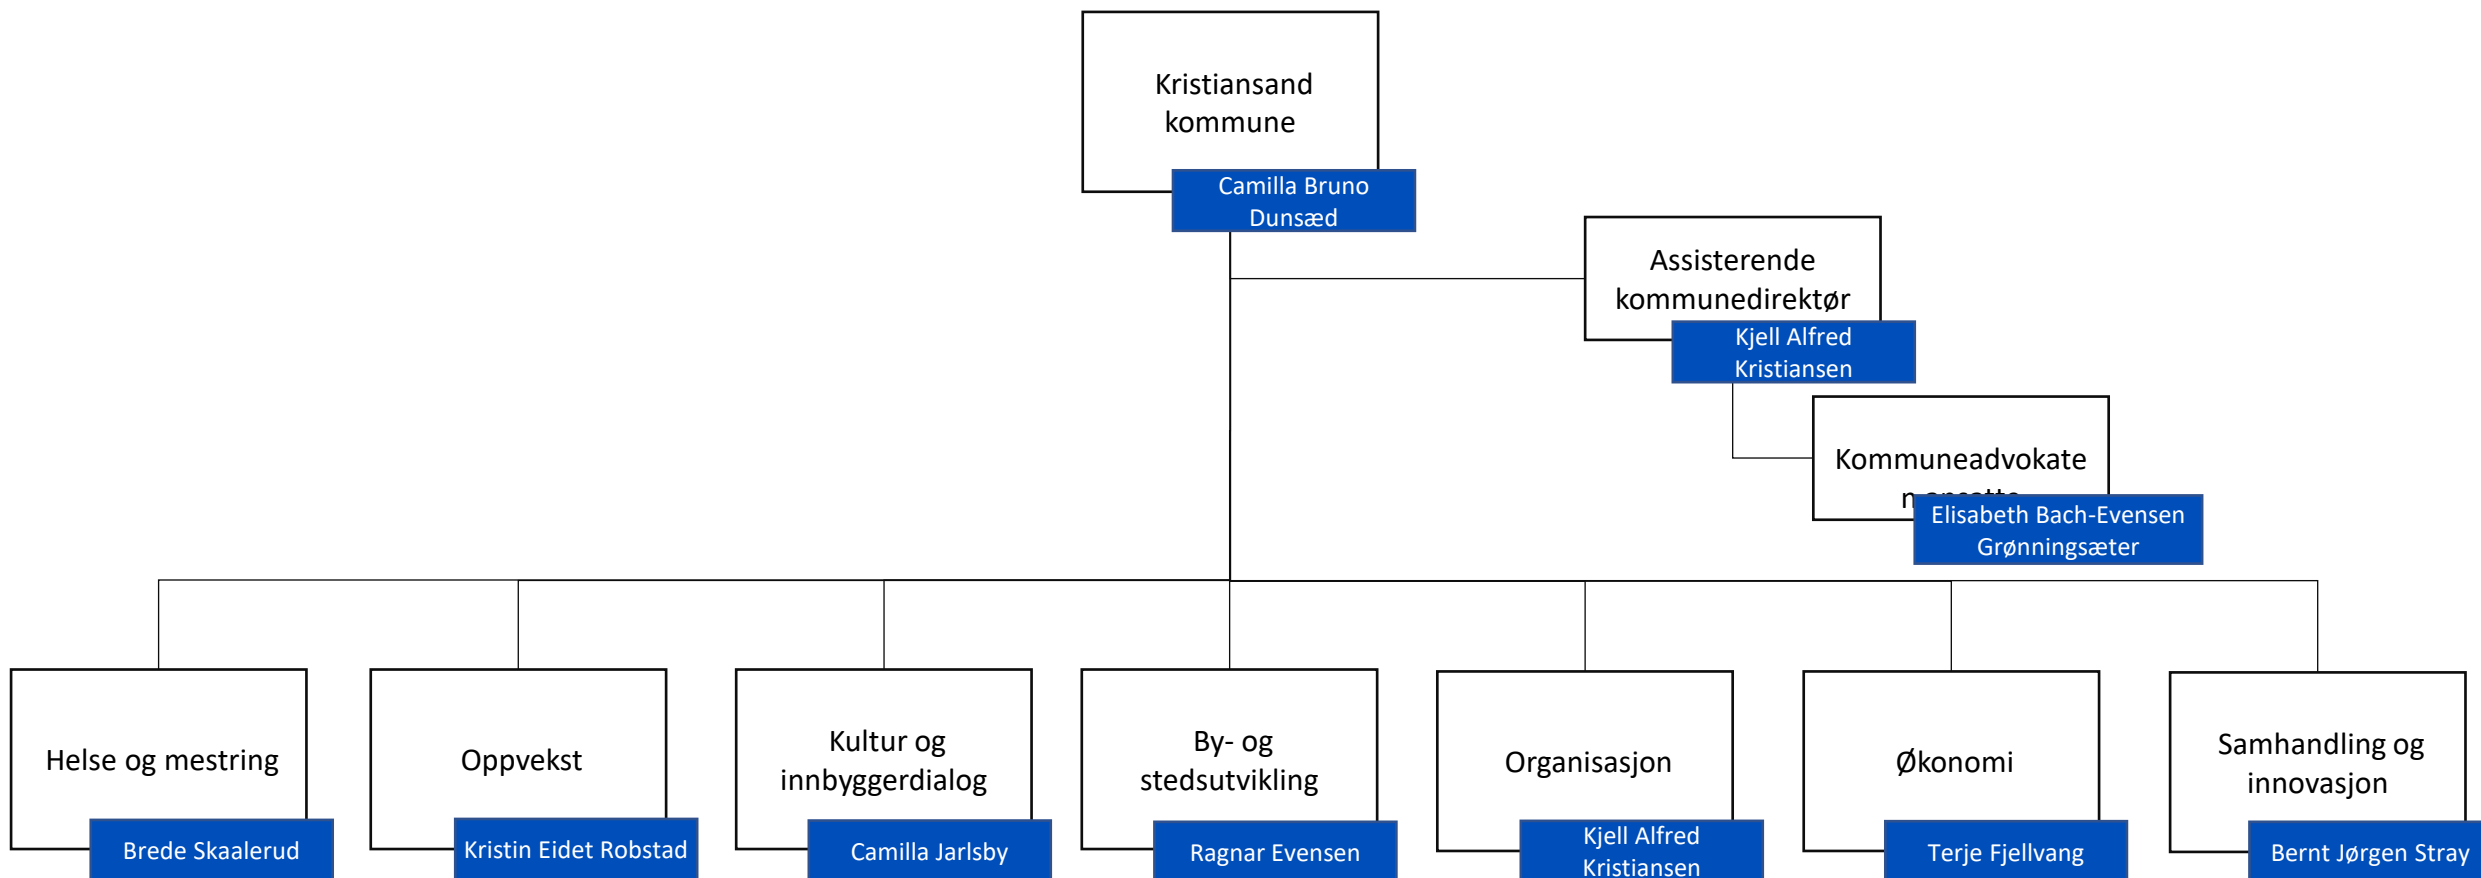 Kristiansand
kommune
Camilla Bruno
Dunsæd
Assisterende
kommunedirektør
Kjell Alfred
Kristiansen
Kommuneadvokate
Elisabeth Bach-Evensen
Grønningsæter
Helse og mestring
Brede Skaalerud
Oppvekst
Kristin Eidet Robstad
Kultur og
innbyggerdialog
Camilla Jarlsby
By- og
stedsutvikling
Ragnar Evensen
Organisasjon
Kjell Alfred
Kristiansen
Økonomi
Terje Fjellvang
Samhandling og
innovasjon
Bernt Jørgen Stray